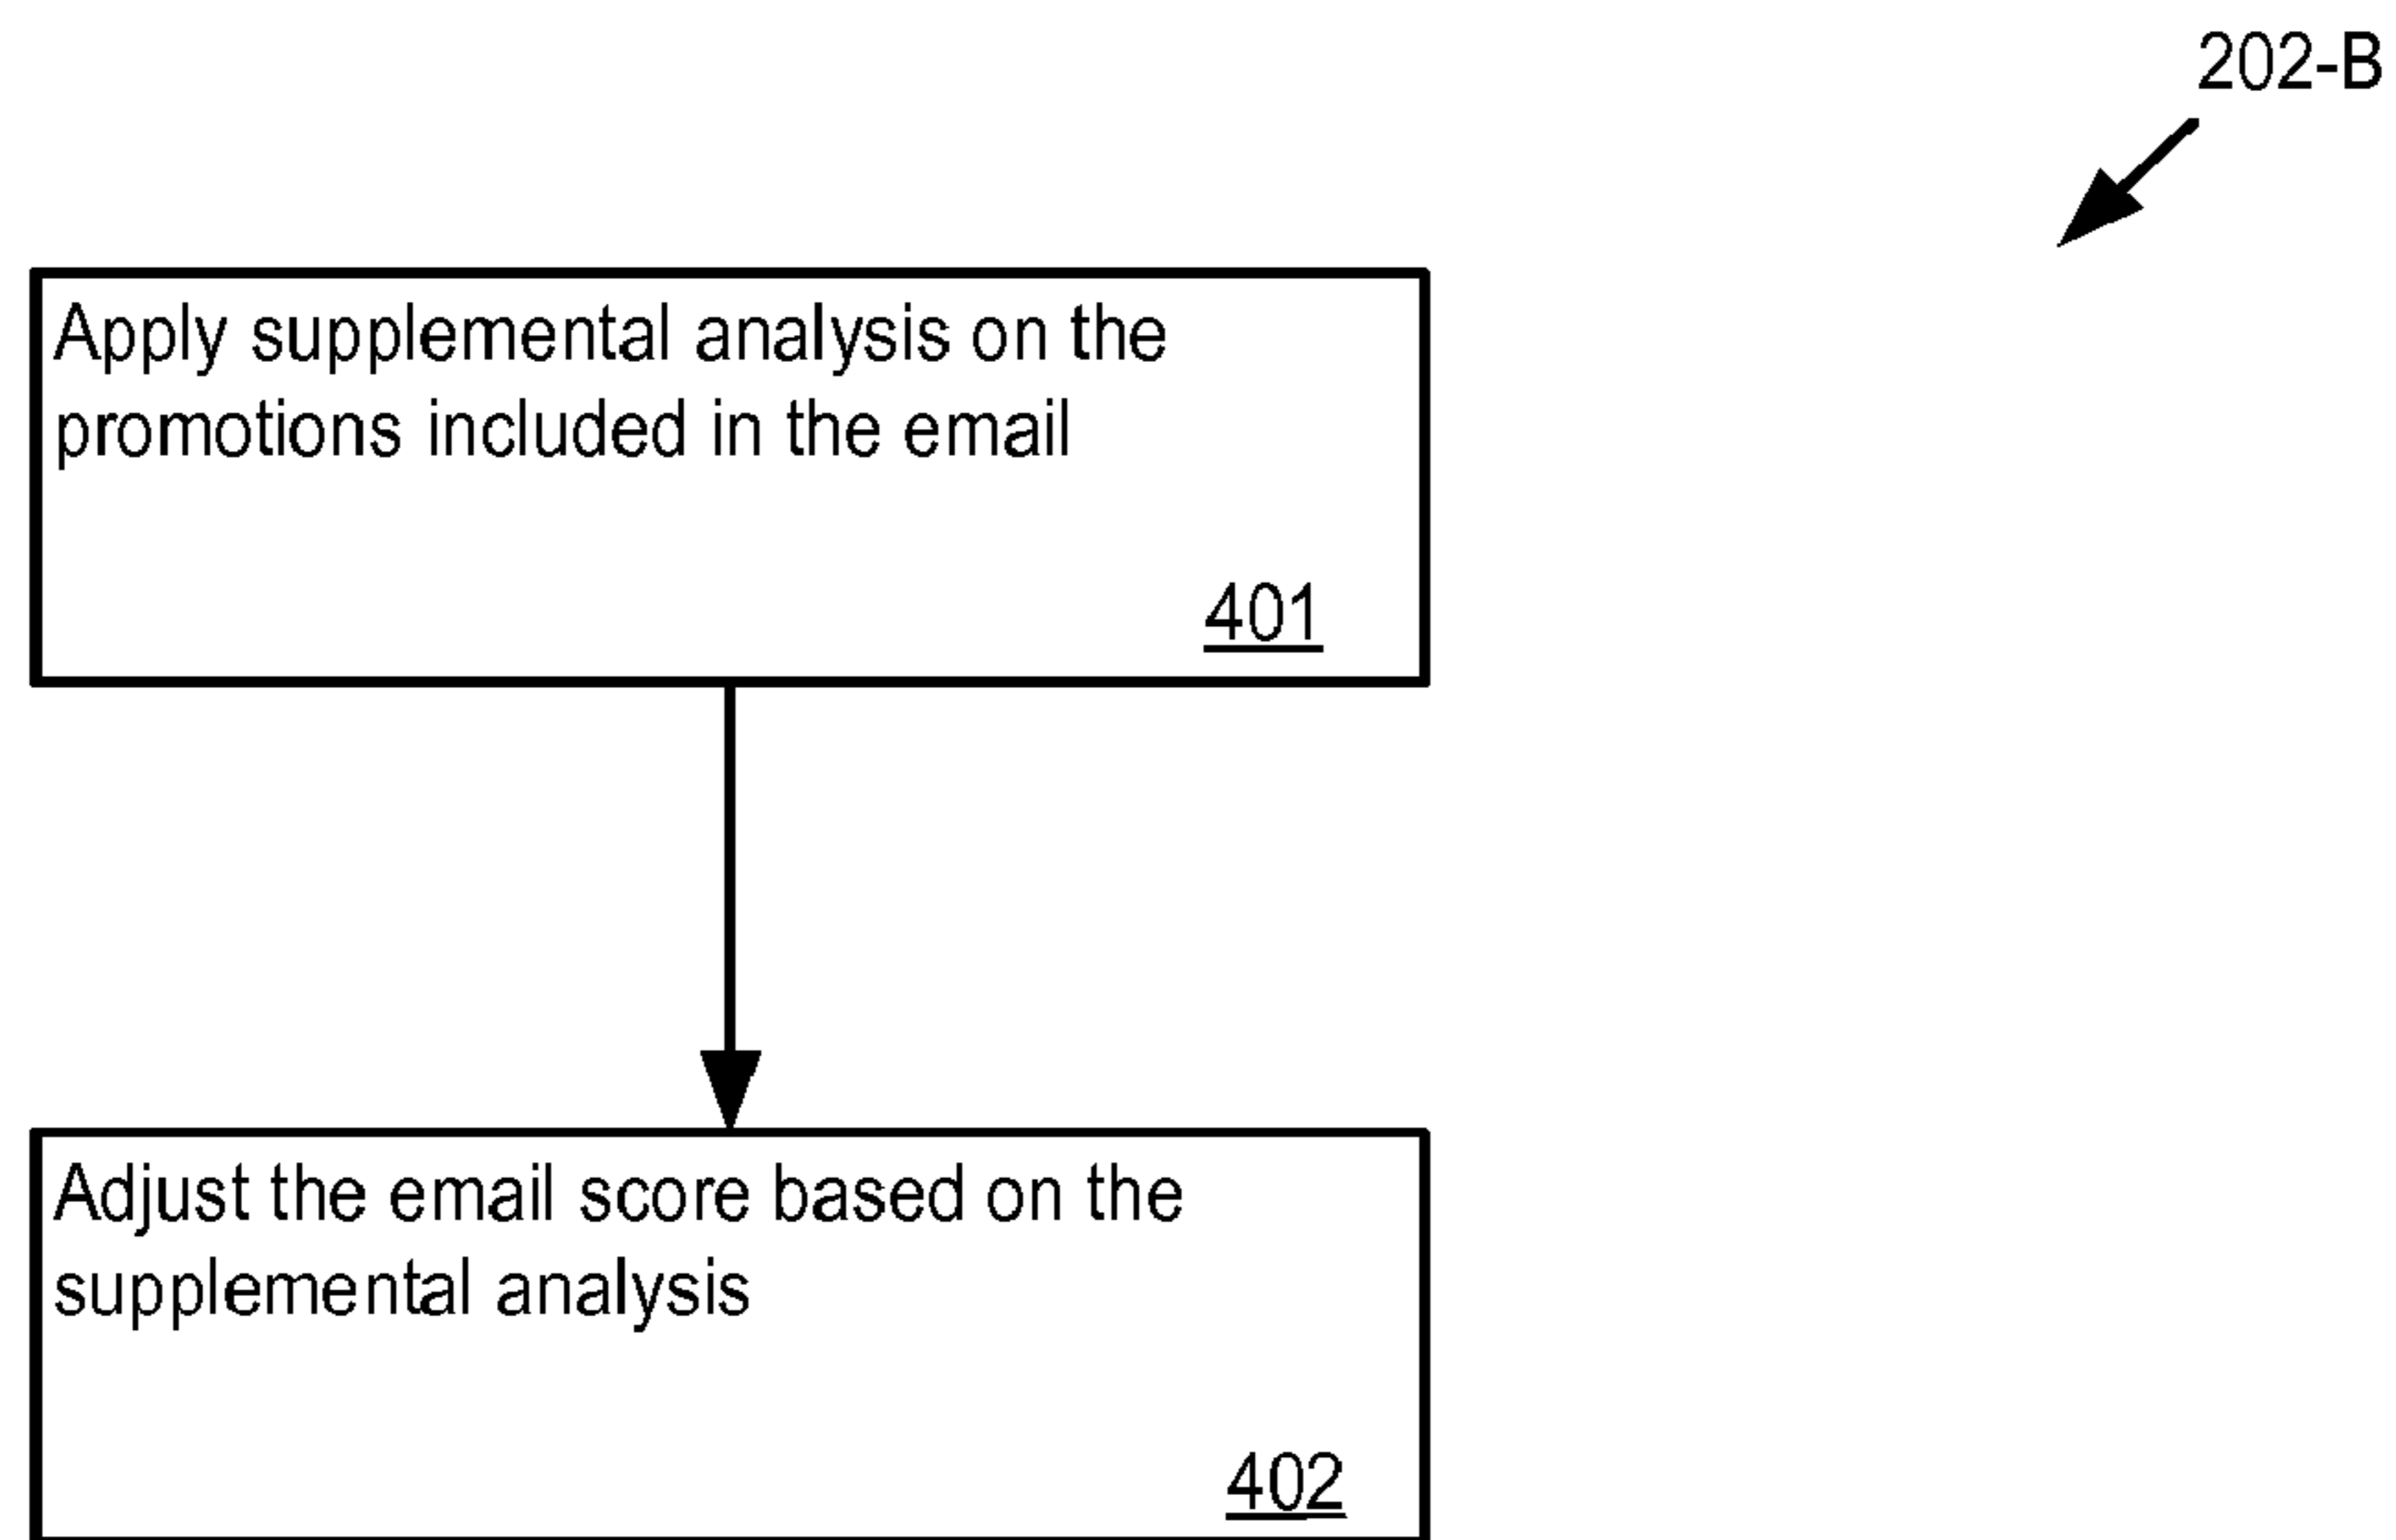 202-B
Apply supplemental analysis on the
promotions included in the email
401
Adjust the email score based on the
supplemental analysis
402